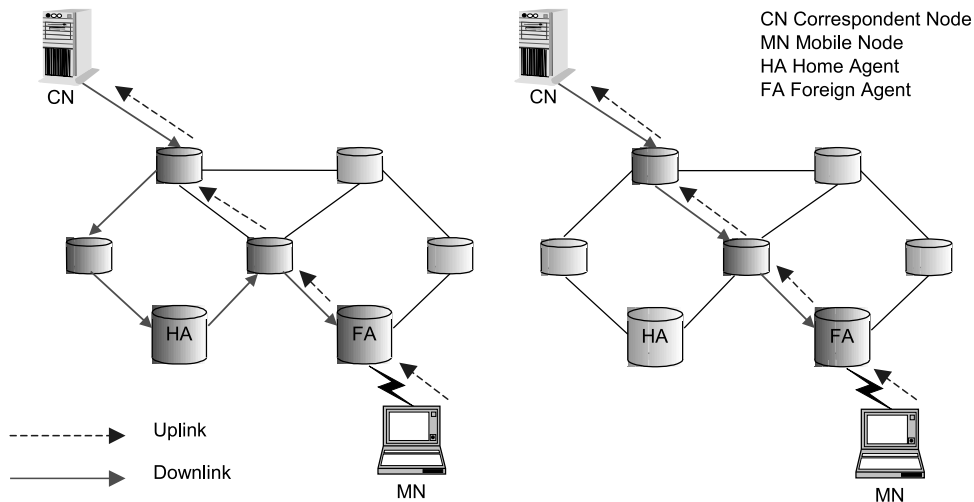 CN Correspondent Node
MN Mobile Node
HA Home Agent
FA Foreign Agent
CN
CN
HA
FA
HA
FA
Uplink
Downlink
MN
MN